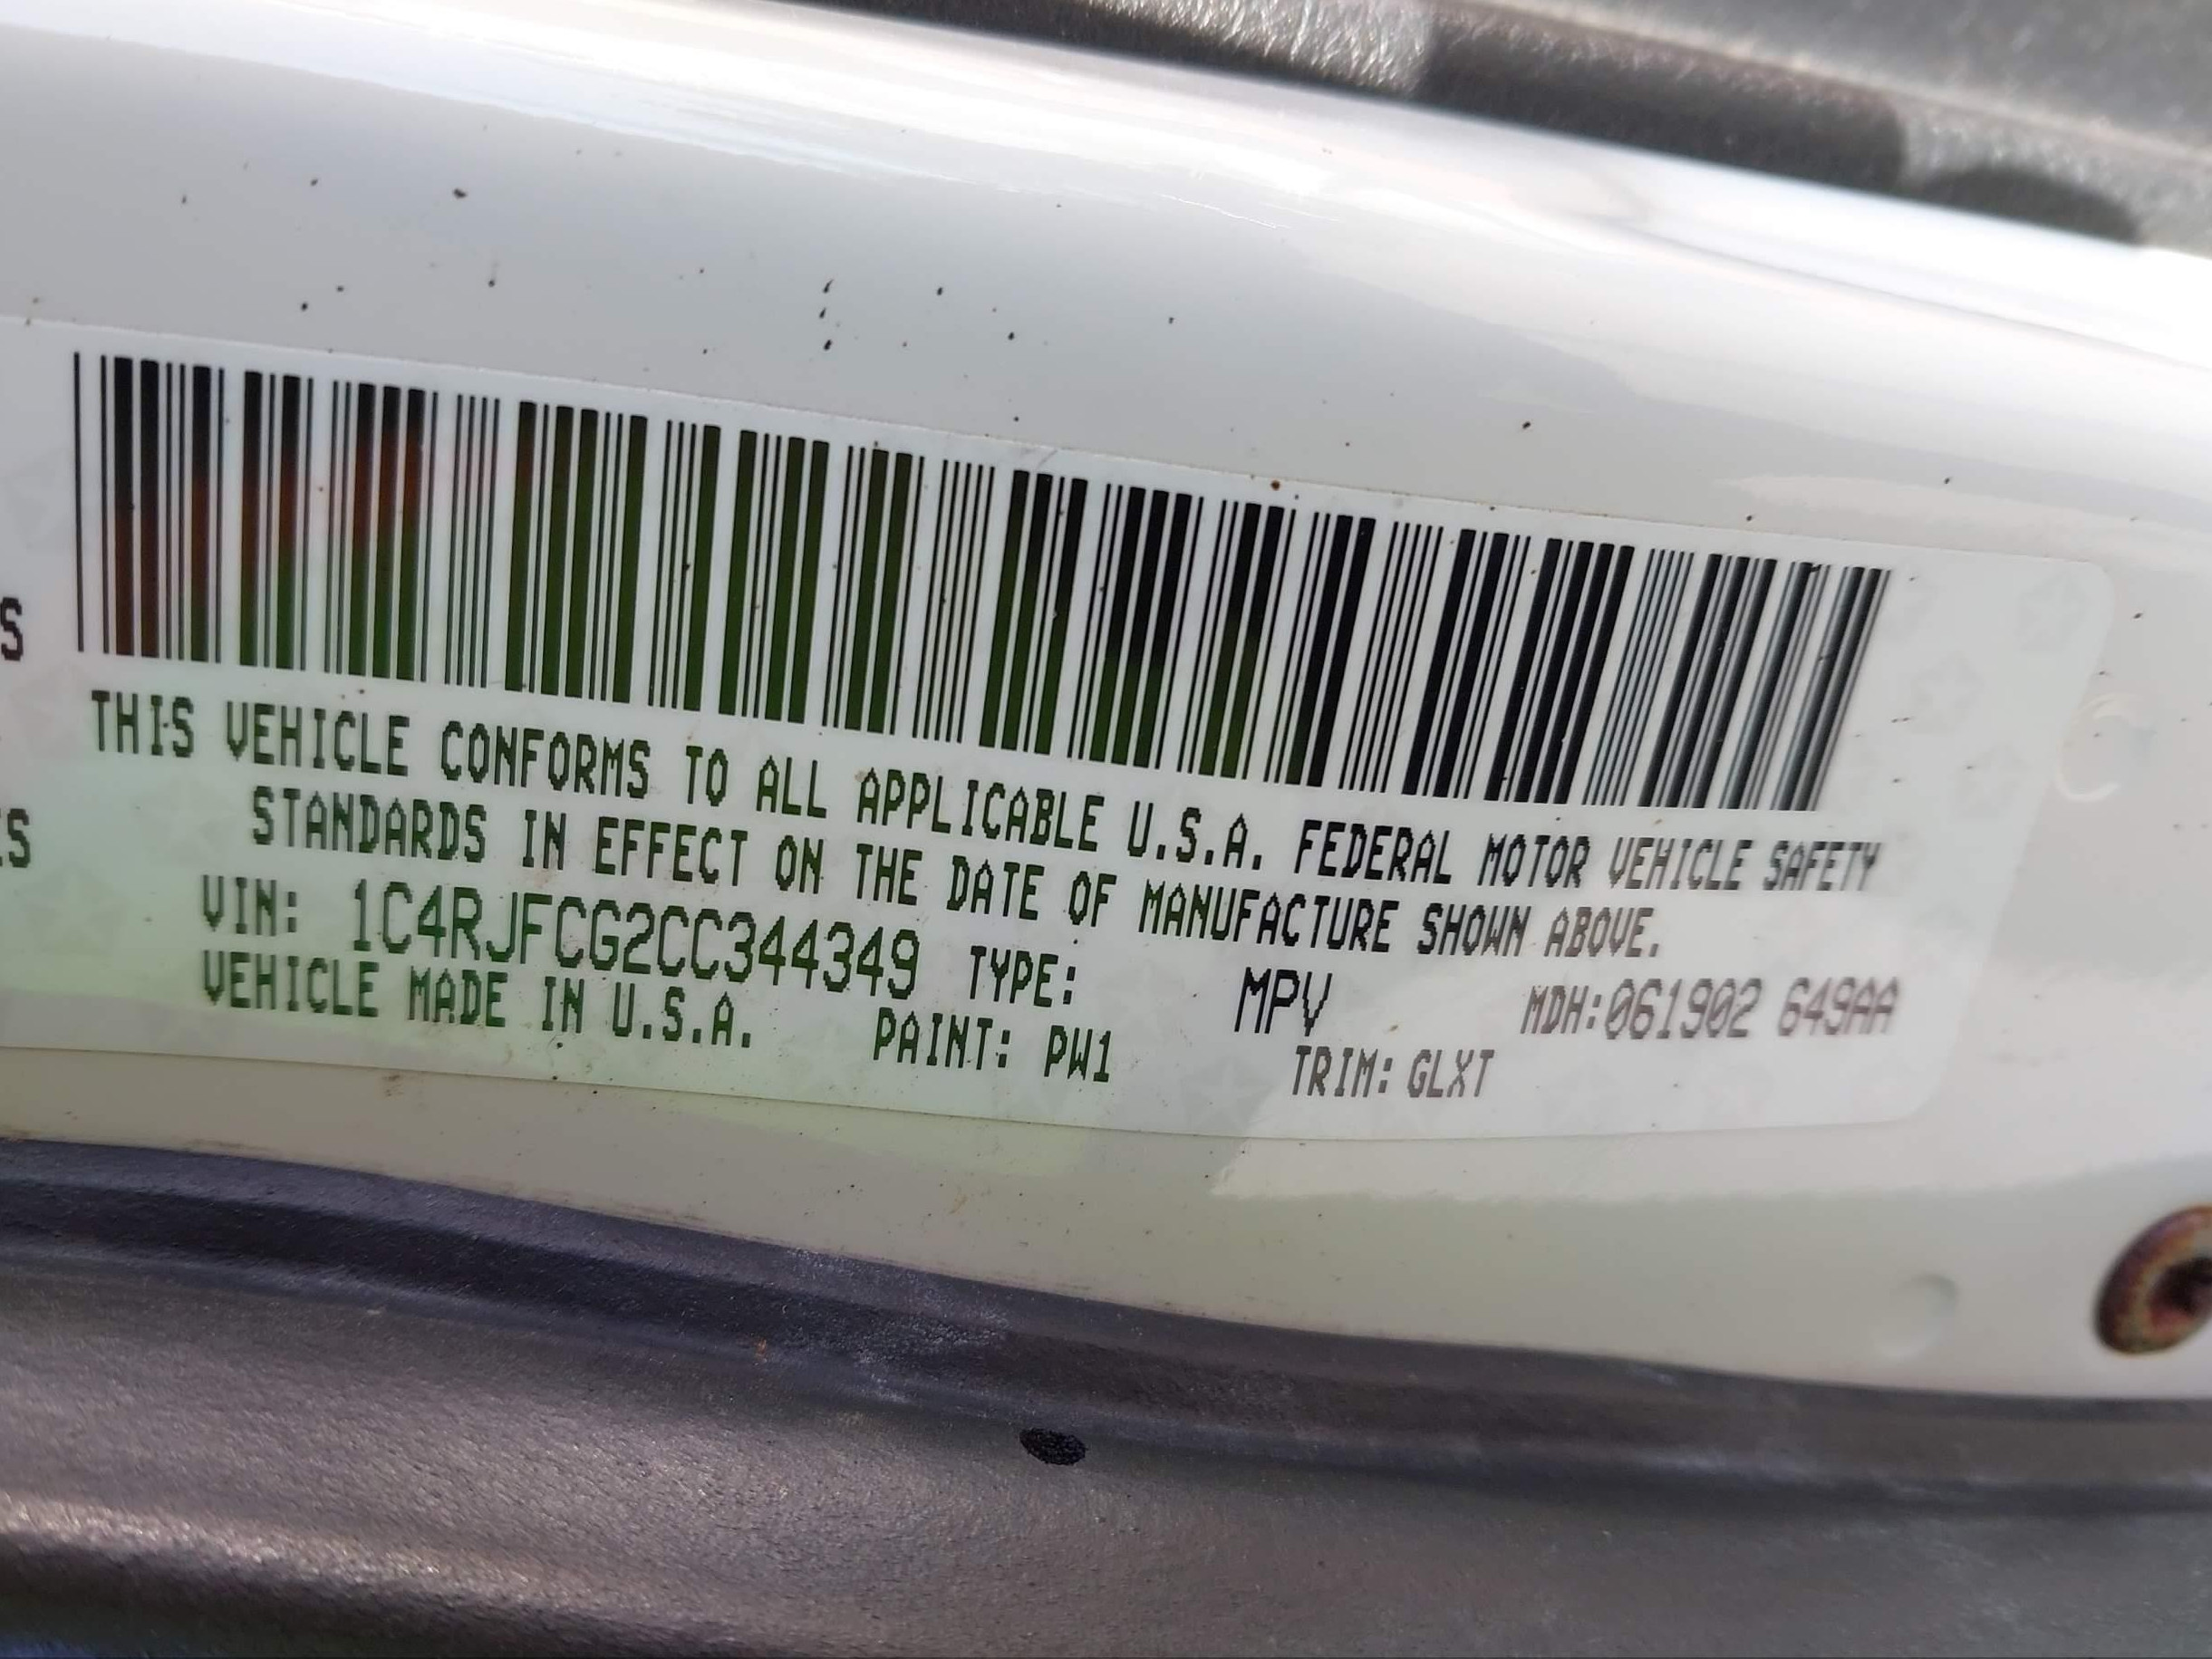 S
ES
THIS VEHICLE CONFORMS TO ALL APPLICABLE U.S.A. FEDERAL MOTOR VEHICLE SAFETY
STANDARDS IN EFFECT ON THE DATE OF MANUFACTURE SHOWN ABOVE.
VIN: 1C4RJFCG2CC344349 TYPE: MPV MDH:061902 649AA
VEHICLE MADE IN U.S.A. PAINT: PW1 TRIM: GLXT